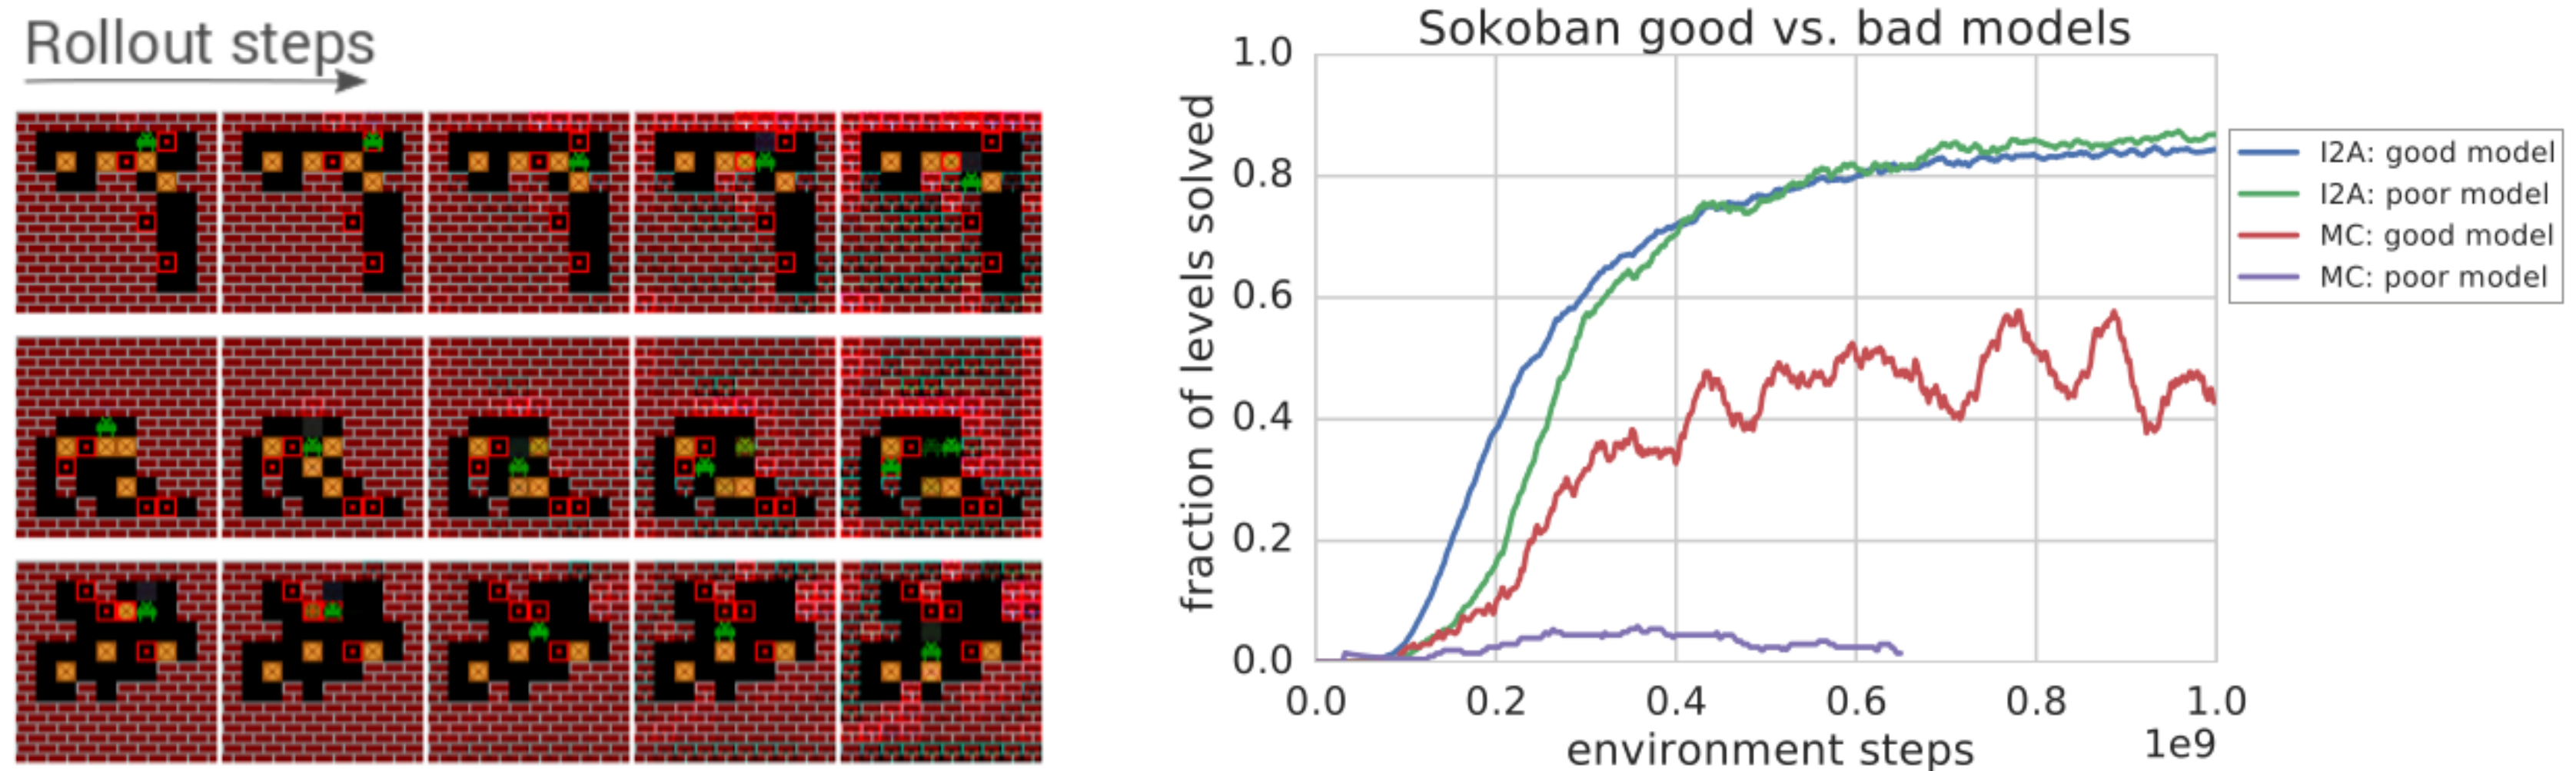 Rollout steps
Sokoban good vs. bad models
fraction of levels solved
1.0
0.8
0.6
0.4
0.2
0.0
0.0 0.2 0.4 0.6 0.8 1.0
1e9
environment steps
I2A: good model
I2A: poor model
MC: good model
MC: poor model